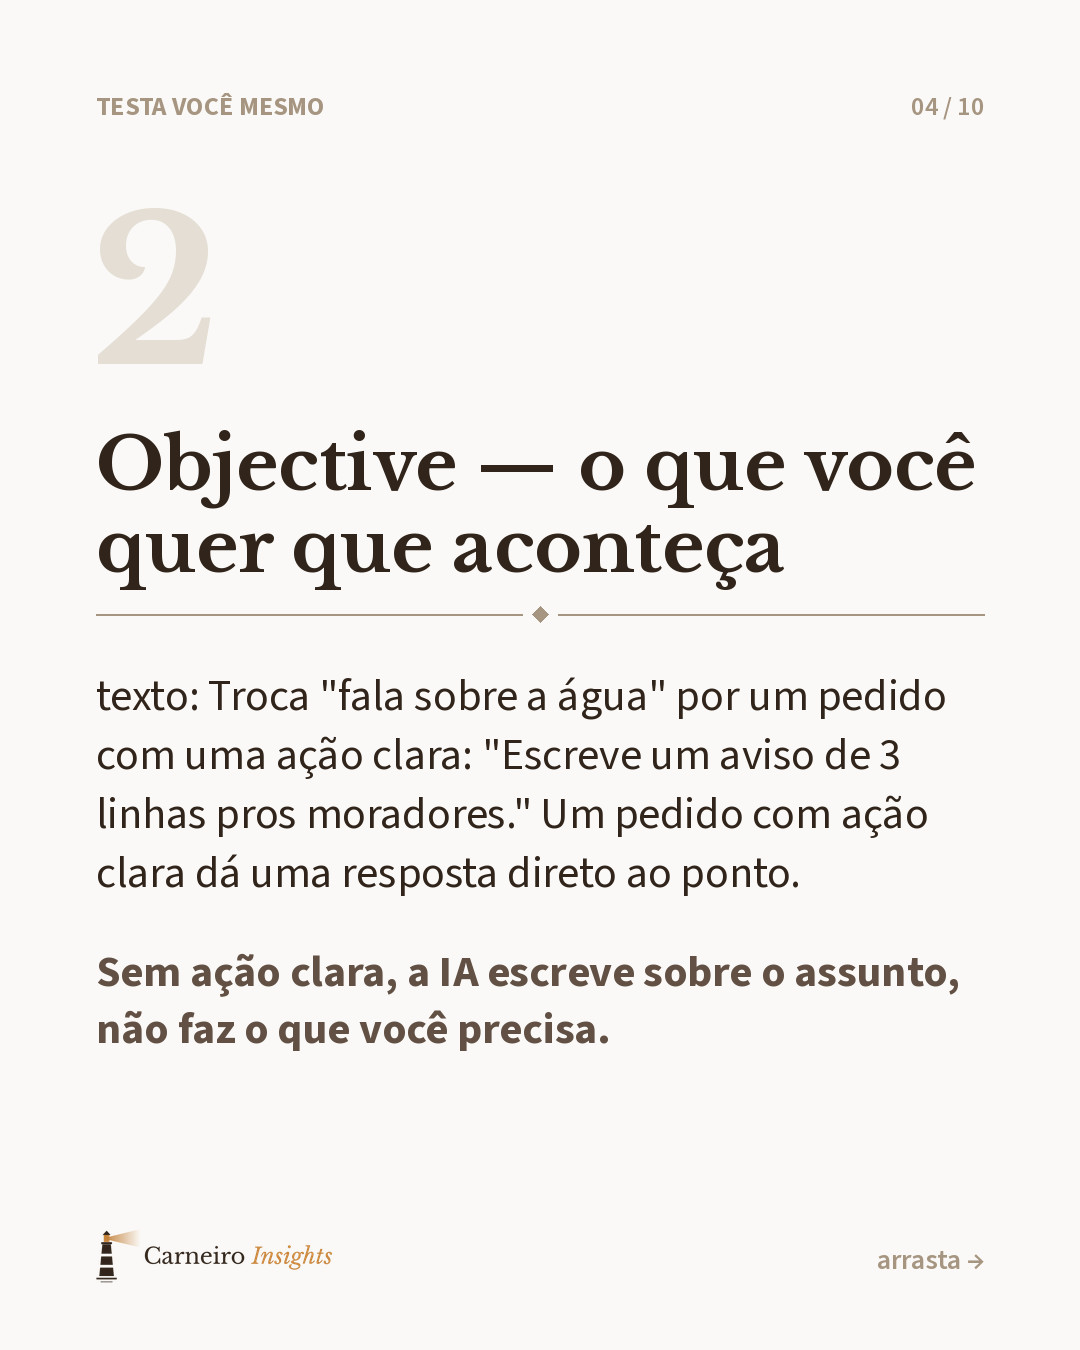 TESTA VOCÊ MESMO
04 / 10
2
Objective — o que você
quer que aconteça
texto: Troca "fala sobre a água" por um pedido
com uma ação clara: "Escreve um aviso de 3
linhas pros moradores." Um pedido com ação
clara dá uma resposta direto ao ponto.
Sem ação clara, a IA escreve sobre o assunto,
não faz o que você precisa.
Carneiro Insights
arrasta →